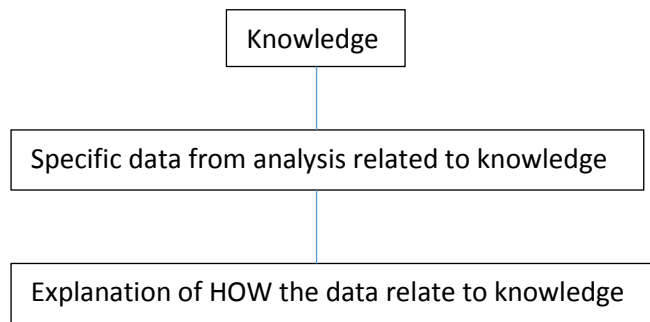 Knowledge
Specific data from analysis related to knowledge
Explanation of HOW the data relate to knowledge